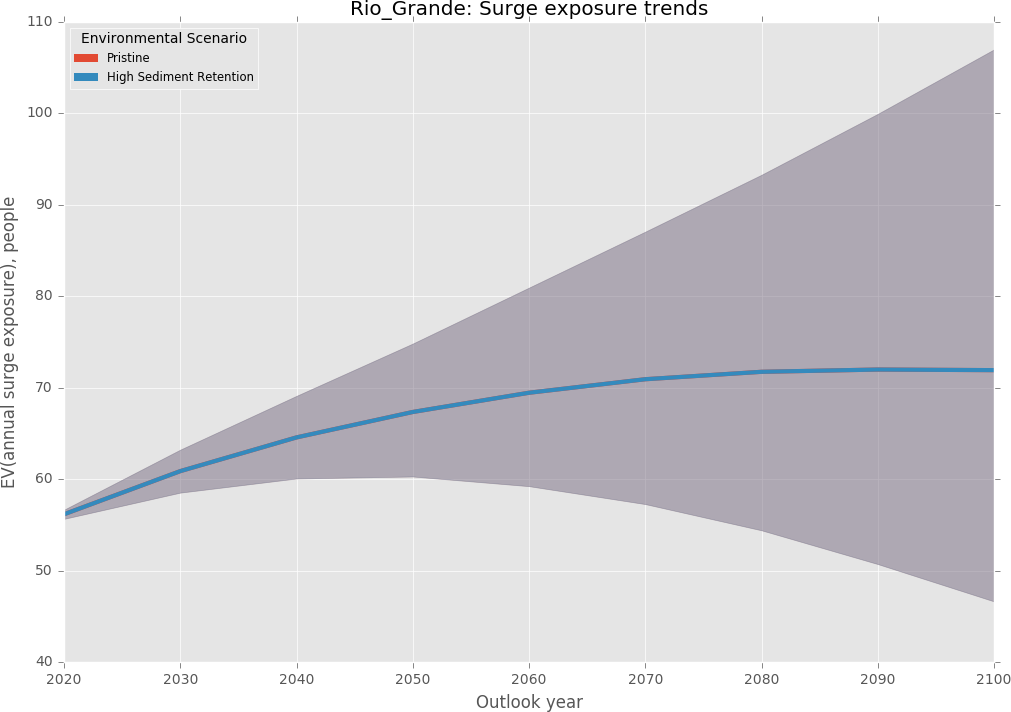 Rio_Grande: Surge exposure trends
Environmental Scenario
Pristine
High Sediment Retention
EV(annual surge exposure), people
110
100
90
80
70
60
50
40
2020 2030 2040 2050 2060 2070 2080 2090 2100
Outlook year